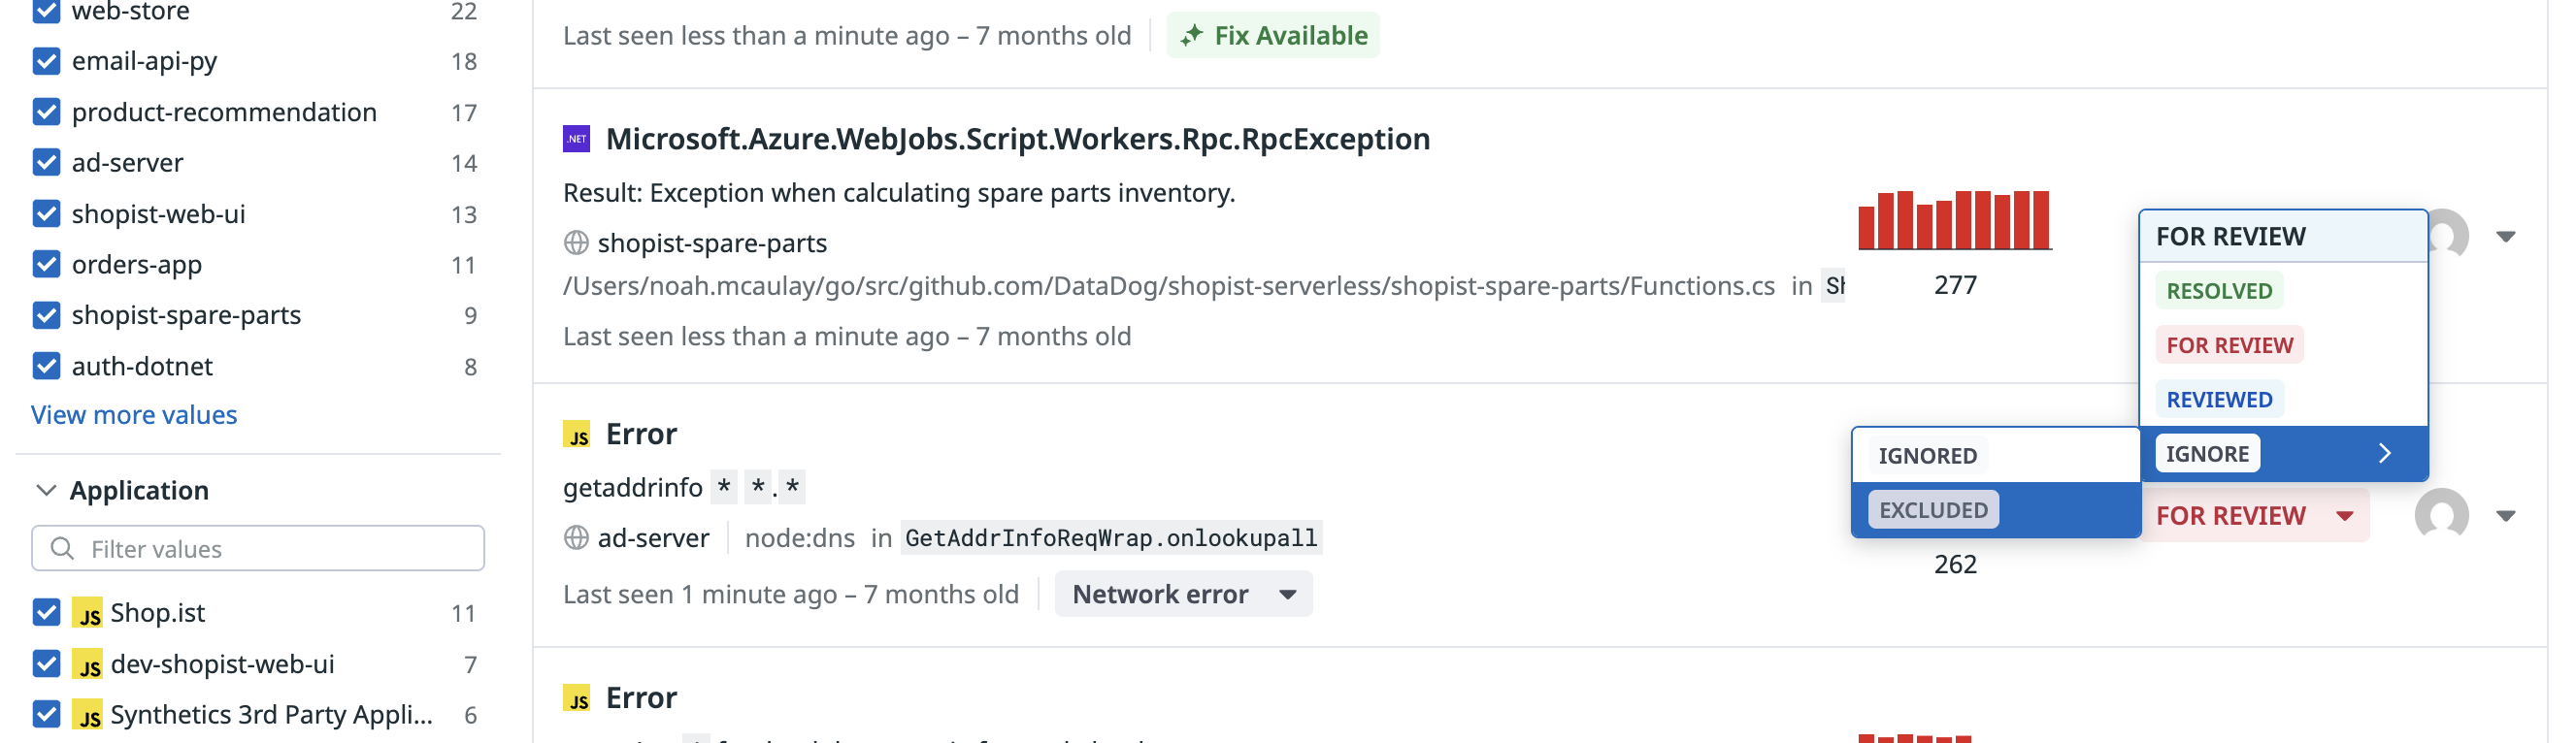 web-store 22
email-api-py 18
product-recommendation 17
ad-server 14
shopist-web-ui 13
orders-app 11
shopist-spare-parts 9
auth-dotnet 8
View more values
Application
Filter values
JS Shop.ist 11
JS dev-shopist-web-ui 7
JS Synthetics 3rd Party Appli... 6
Last seen less than a minute ago – 7 months old Fix Available
.NET Microsoft.Azure.WebJobs.Script.Workers.Rpc.RpcException
Result: Exception when calculating spare parts inventory.
shopist-spare-parts
/Users/noah.mcaulay/go/src/github.com/DataDog/shopist-serverless/shopist-spare-parts/Functions.cs in Sh
Last seen less than a minute ago – 7 months old
277
FOR REVIEW
RESOLVED
FOR REVIEW
REVIEWED
IGNORE
IGNORED
EXCLUDED
JS Error
getaddrinfo * *.*
ad-server node:dns in GetAddrInfoReqWrap.onlookupall
Last seen 1 minute ago – 7 months old Network error
FOR REVIEW
262
JS Error